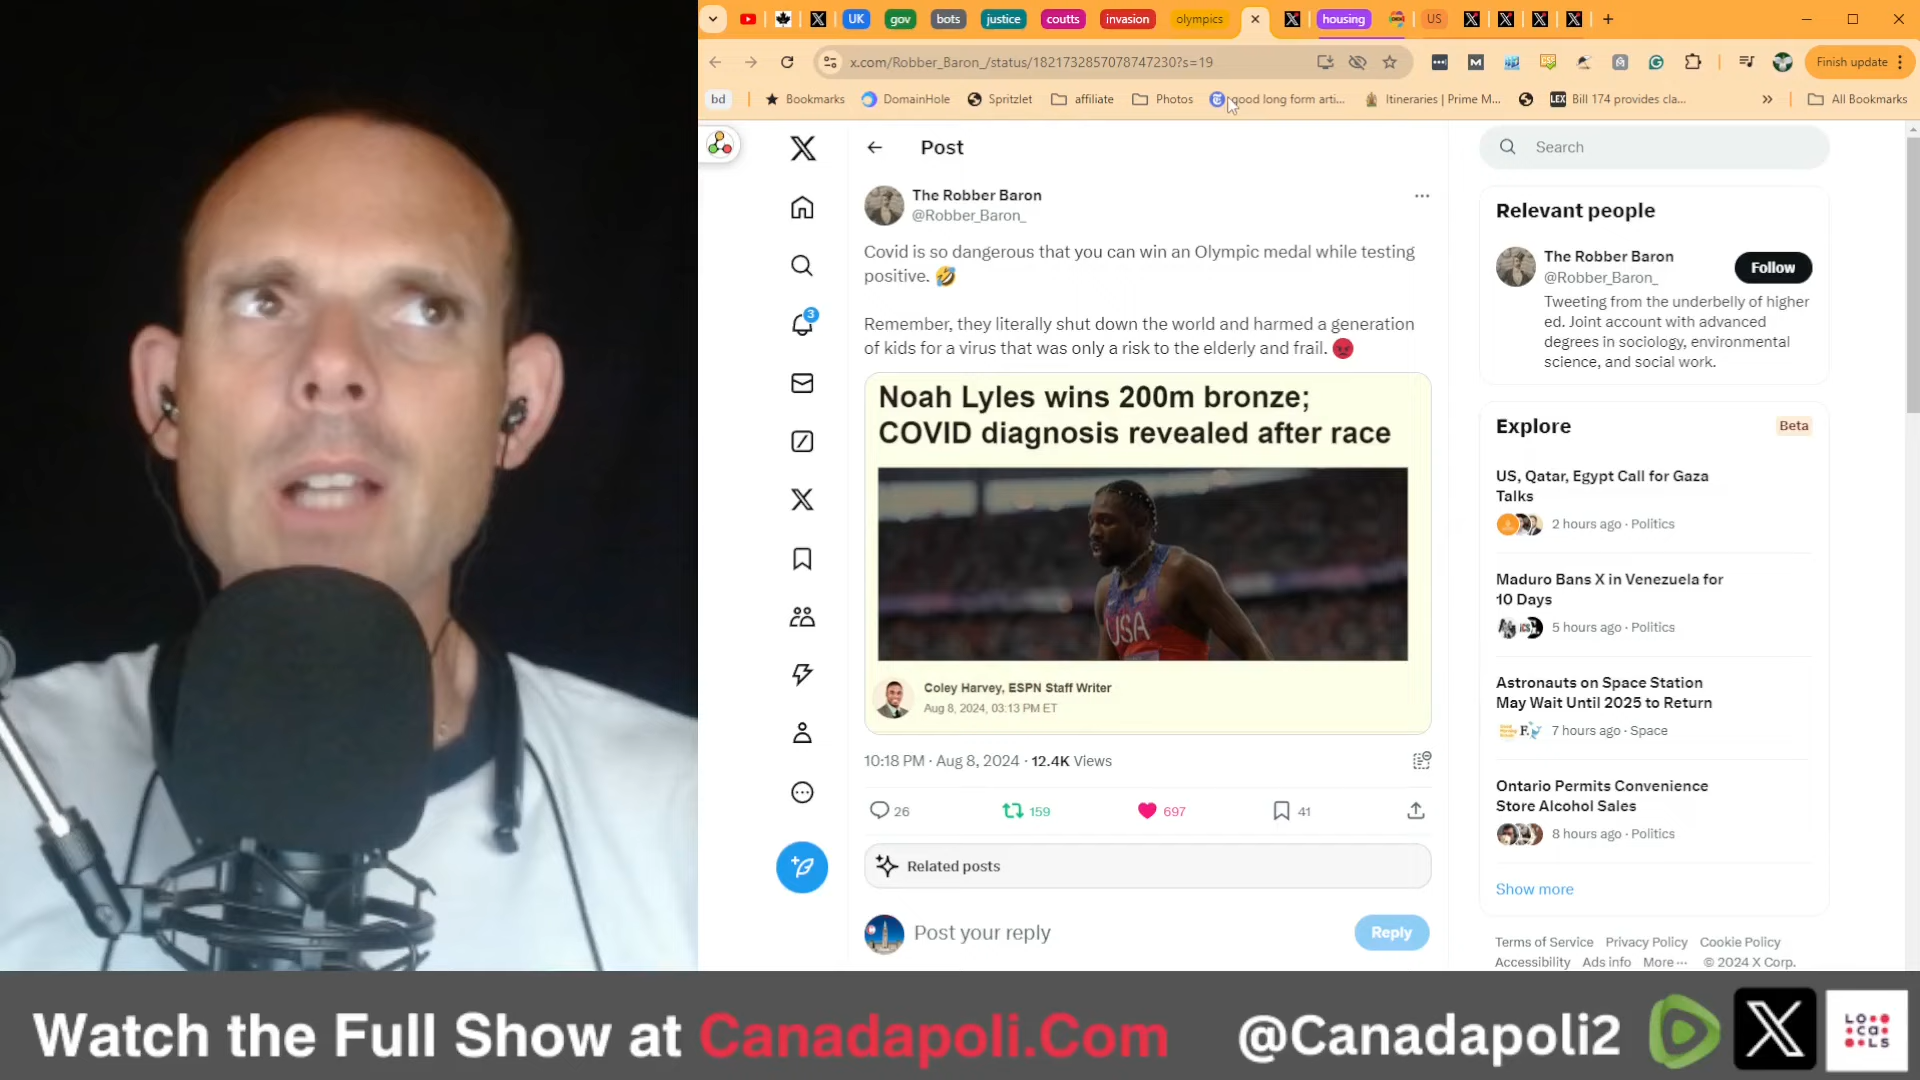 UK
gov
bots
justice
coutts
invasion
olympics
housing
US
x.com/Robber_Baron_/status/1821732857078747230?s=19
Finish update
bd
Bookmarks
DomainHole
Spritzlet
affiliate
Photos
good long form arti...
Itineraries | Prime M...
LEX
Bill 174 provides cla...
All Bookmarks
Post
Search
The Robber Baron
@Robber_Baron_
Covid is so dangerous that you can win an Olympic medal while testing
positive.
Remember, they literally shut down the world and harmed a generation
of kids for a virus that was only a risk to the elderly and frail.
Noah Lyles wins 200m bronze;
COVID diagnosis revealed after race
USA
Coley Harvey, ESPN Staff Writer
Aug 8, 2024, 03:13 PM ET
10:18 PM · Aug 8, 2024 · 12.4K Views
26
159
697
41
Related posts
Post your reply
Reply
3
Relevant people
The Robber Baron
@Robber_Baron_
Follow
Tweeting from the underbelly of higher
ed. Joint account with advanced
degrees in sociology, environmental
science, and social work.
Explore
Beta
US, Qatar, Egypt Call for Gaza
Talks
2 hours ago · Politics
Maduro Bans X in Venezuela for
10 Days
5 hours ago · Politics
Astronauts on Space Station
May Wait Until 2025 to Return
7 hours ago · Space
Ontario Permits Convenience
Store Alcohol Sales
8 hours ago · Politics
Show more
Terms of Service Privacy Policy Cookie Policy
Accessibility Ads info More ··· © 2024 X Corp.
Watch the Full Show at Canadapoli.Com
@Canadapoli2
LO
ca
LS